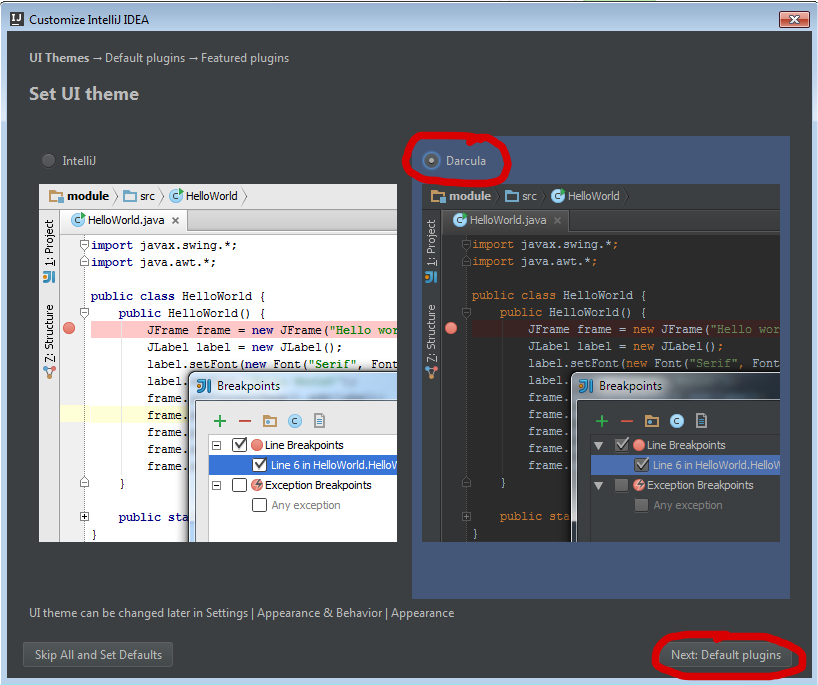 Customize IntelliJ IDEA
UI Themes → Default plugins → Featured plugins
Set UI theme
IntelliJ
module src HelloWorld
HelloWorld.java
1: Project
Z: Structure
import javax.swing.*;
import java.awt.*;
public class HelloWorld {
public HelloWorld() {
JFrame frame = new JFrame("Hello wor
JLabel label = new JLabel();
label.setFont(new Font("Serif", Font
label.
frame.
frame.
frame.
frame.
frame.
}
public sta
}
Breakpoints
Line Breakpoints
Line 6 in HelloWorld.HelloW
Exception Breakpoints
Any exception
Darcula
module src HelloWorld
HelloWorld.java
1: Project
Z: Structure
import javax.swing.*;
import java.awt.*;
public class HelloWorld {
public HelloWorld() {
JFrame frame = new JFrame("Hello wor
JLabel label = new JLabel();
label.setFont(new Font("Serif", Font
label.
frame.
frame.
frame.
frame.
frame.
}
public sta
}
Breakpoints
Line Breakpoints
Line 6 in HelloWorld.HelloW
Exception Breakpoints
Any exception
UI theme can be changed later in Settings | Appearance & Behavior | Appearance
Skip All and Set Defaults
Next: Default plugins